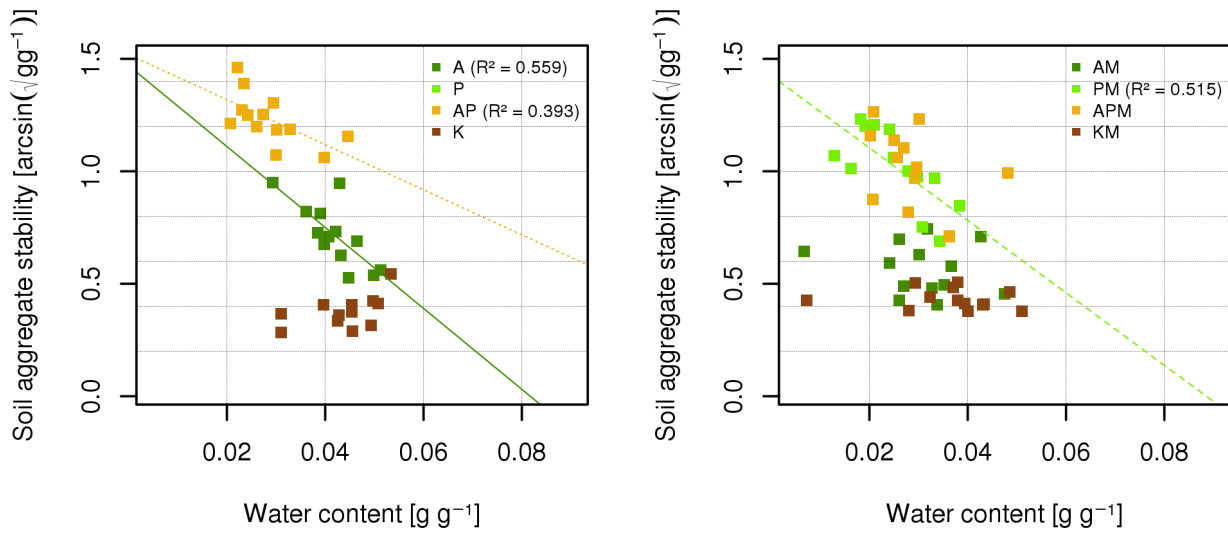 Soil aggregate stability [arcsin(√gg⁻¹)]
1.5
1.0
0.5
0.0
A (R² = 0.559)
P
AP (R² = 0.393)
K
0.02 0.04 0.06 0.08
Water content [g g⁻¹]
Soil aggregate stability [arcsin(√gg⁻¹)]
1.5
1.0
0.5
0.0
AM
PM (R² = 0.515)
APM
KM
0.02 0.04 0.06 0.08
Water content [g g⁻¹]